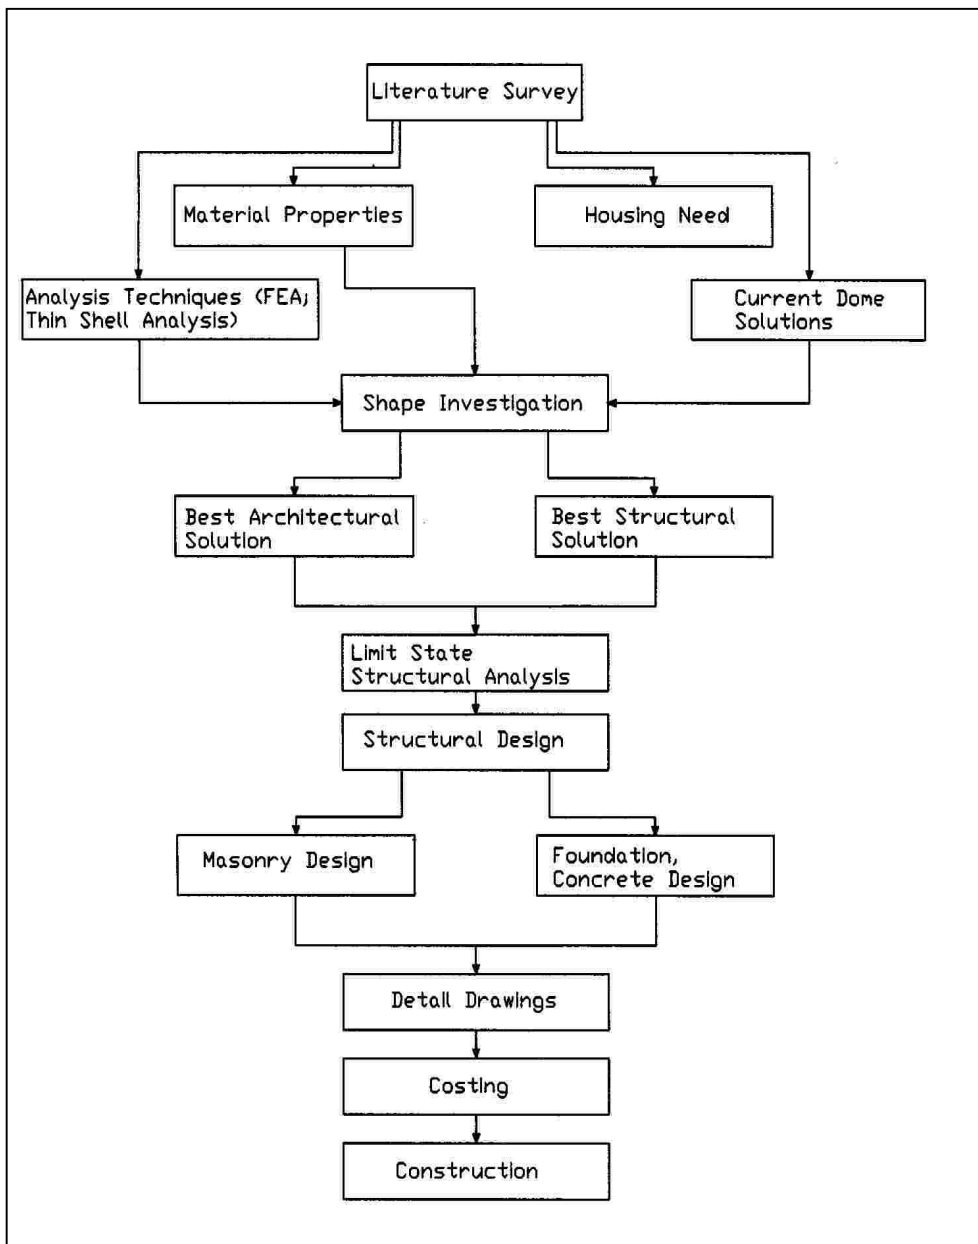 Literature Survey
Material Properties
Housing Need
Analysis Techniques (FEA;
Thin Shell Analysis)
Current Dome
Solutions
Shape Investigation
Best Architectural
Solution
Best Structural
Solution
Limit State
Structural Analysis
Structural Design
Masonry Design
Foundation,
Concrete Design
Detail Drawings
Costing
Construction